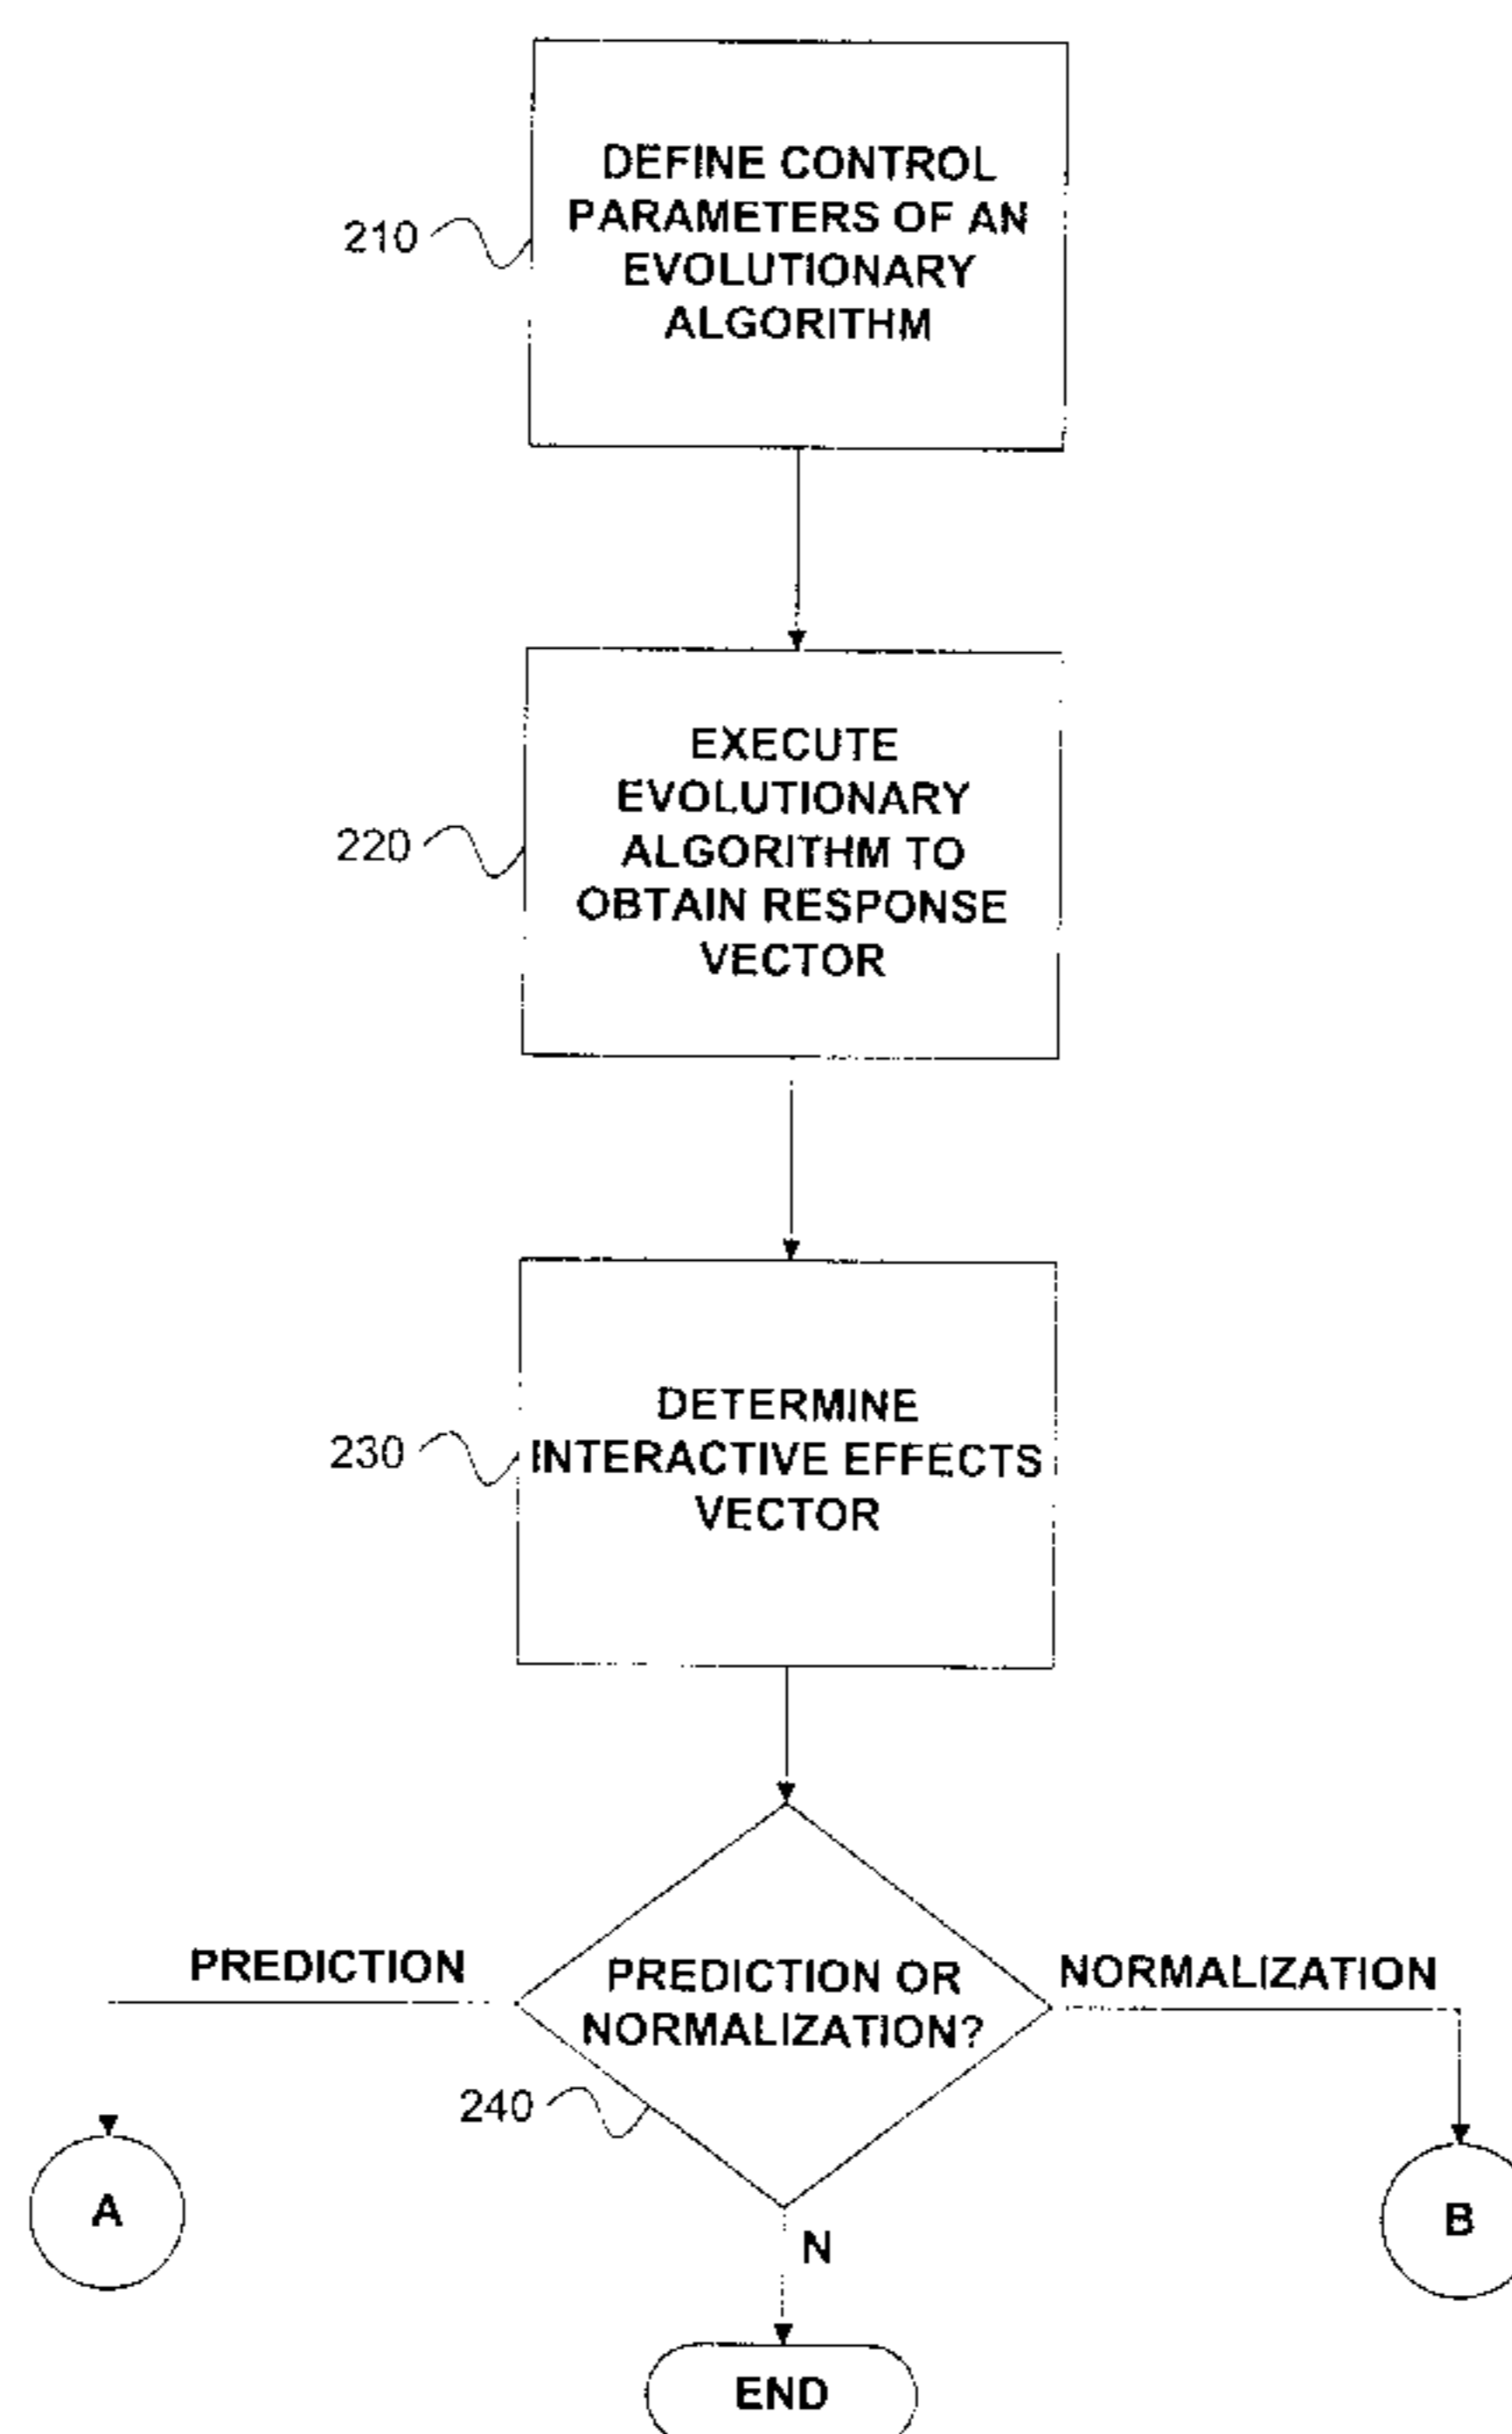 DEFINE CONTROL
PARAMETERS OF AN
EVOLUTIONARY
ALGORITHM
210
EXECUTE
EVOLUTIONARY
ALGORITHM TO
OBTAIN RESPONSE
VECTOR
220
DETERMINE
INTERACTIVE EFFECTS
VECTOR
230
PREDICTION
PREDICTION OR
NORMALIZATION?
NORMALIZATION
240
A
B
N
END